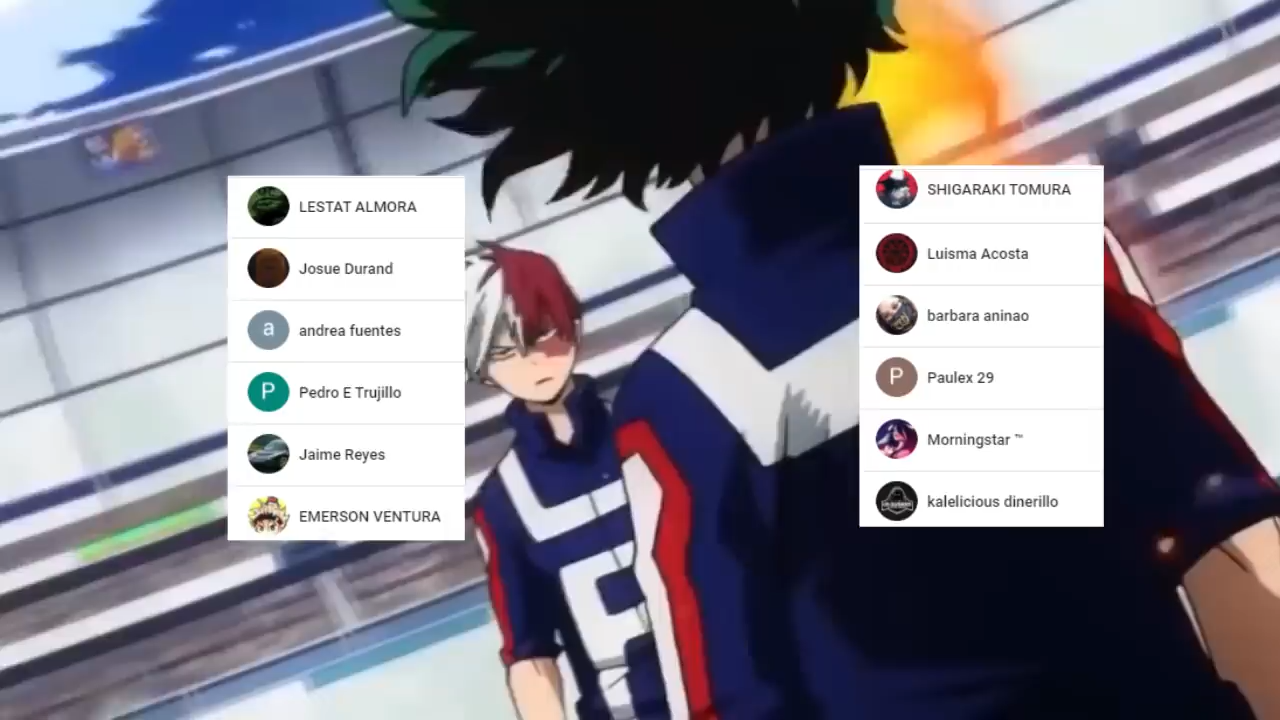 LESTAT ALMORA
Josue Durand
a andrea fuentes
P Pedro E Trujillo
Jaime Reyes
EMERSON VENTURA
SHIGARAKI TOMURA
Luisma Acosta
barbara aninao
P Paulex 29
Morningstar ™
kalelicious dinerillo